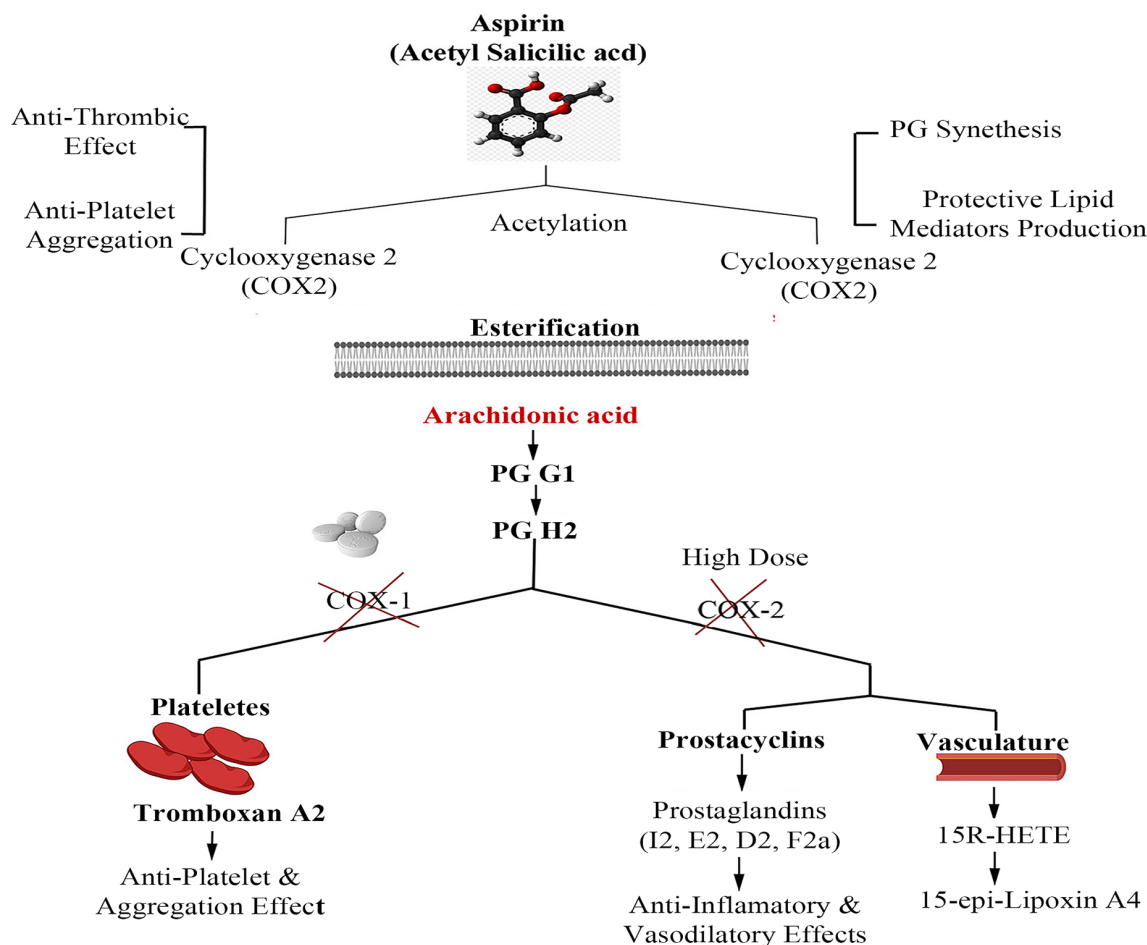 Aspirin
(Acetyl Salicilic acd)
Anti-Thrombic
Effect
Anti-Platelet
Aggregation
PG Synethesis
Protective Lipid
Mediators Production
Acetylation
Cyclooxygenase 2
(COX2)
Cyclooxygenase 2
(COX2)
Esterification
Arachidonic acid
PG G1
PG H2
High Dose
COX-1
COX-2
Plateletes
Tromboxan A2
Anti-Platelet &
Aggregation Effect
Prostacyclins
Prostaglandins
(I2, E2, D2, F2a)
Anti-Inflamatory &
Vasodilatory Effects
Vasculature
15R-HETE
15-epi-Lipoxin A4